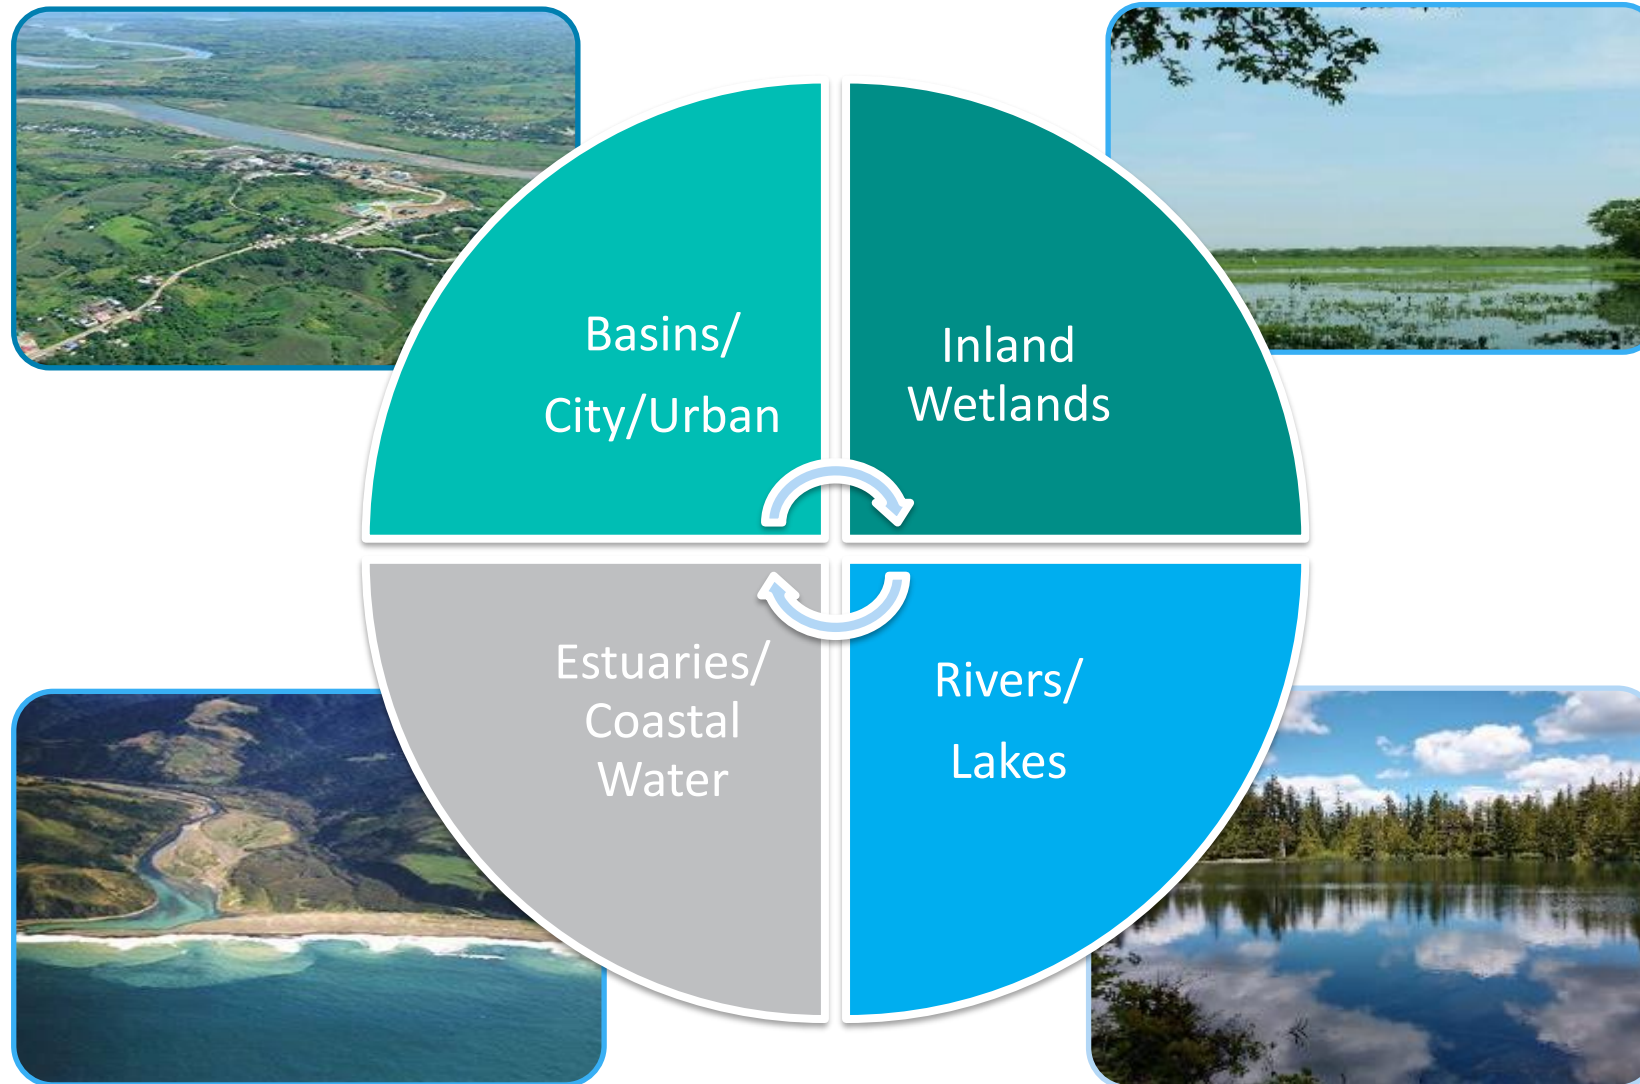 Basins/
City/Urban
Inland
Wetlands
Estuaries/
Coastal
Water
Rivers/
Lakes